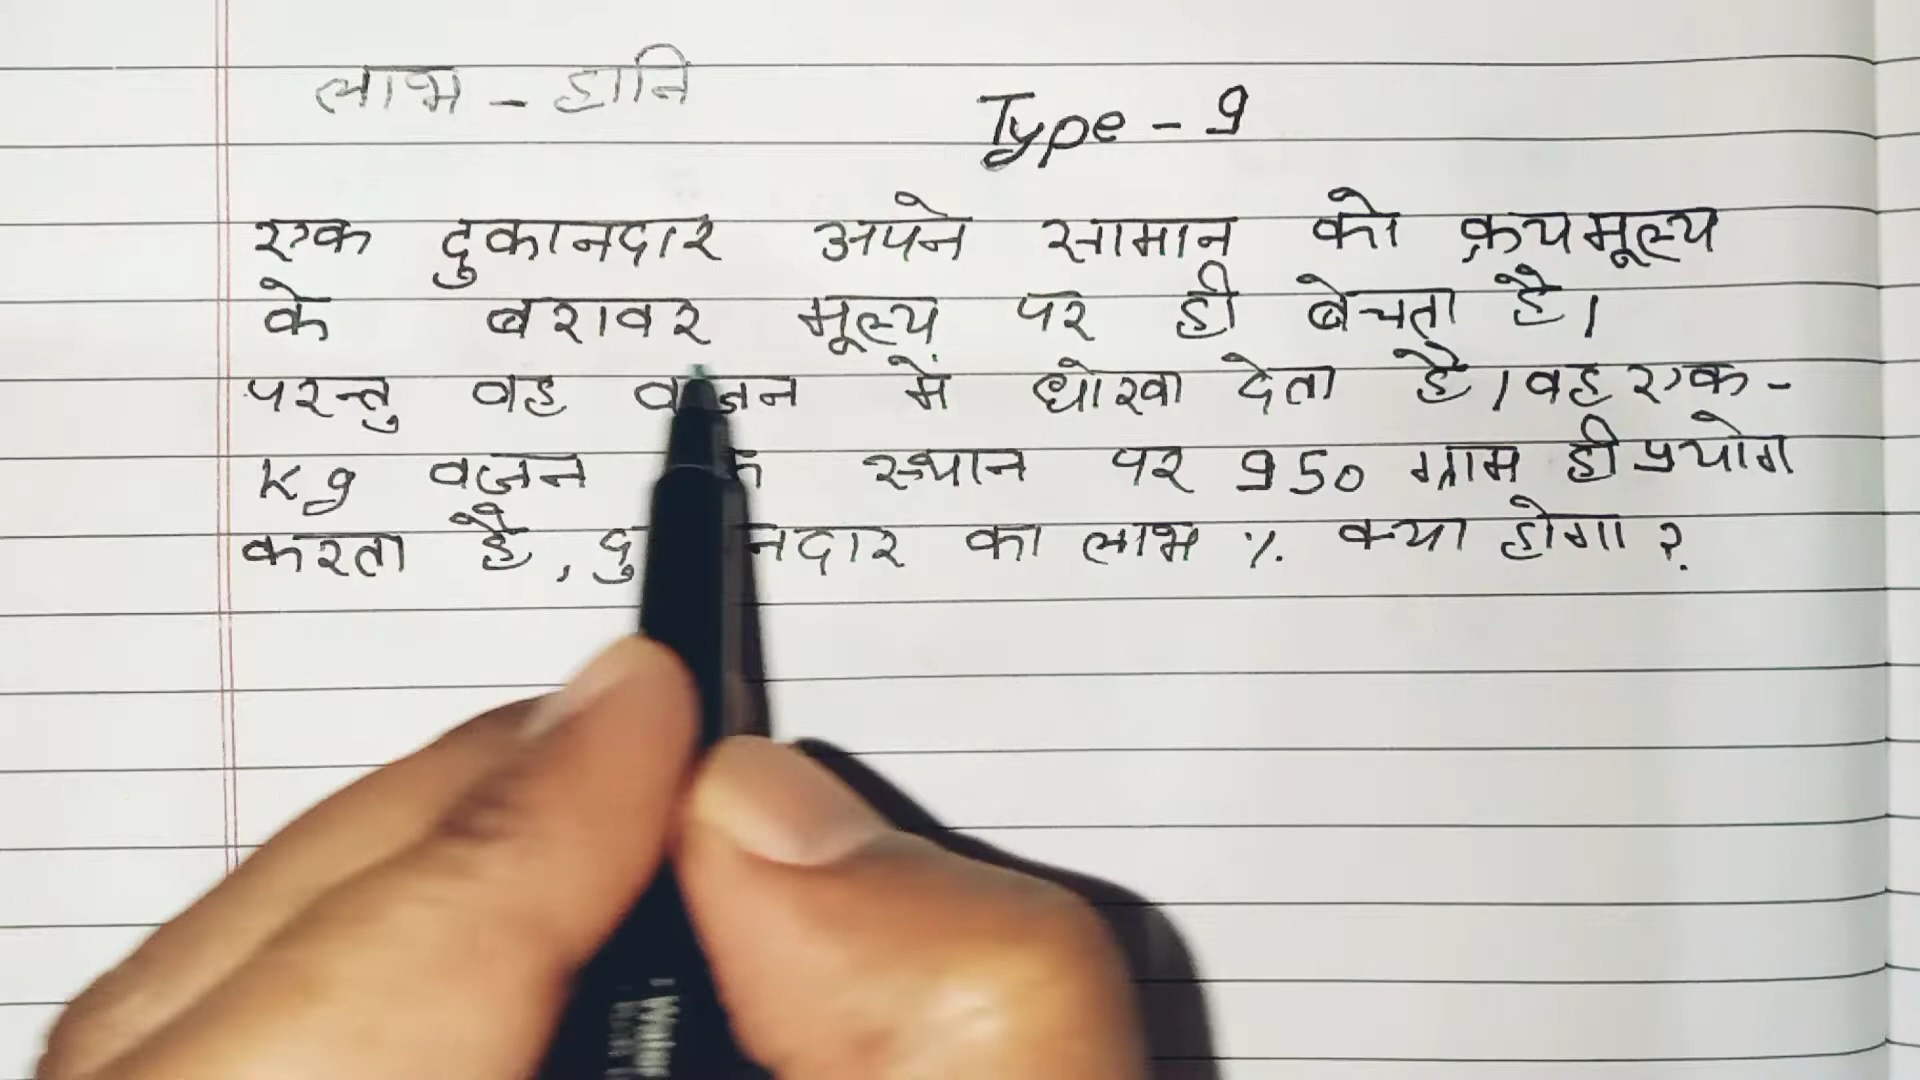 लाभ - हानि
Type - 9
एक दुकानदार अपने सामान को क्रयमूल्य
के बरावर मूल्य पर ही बेचता है।
परन्तु वह वजन में धोखा देता है। वह एक -
kg वजन के स्थान पर 950 ग्राम ही प्रयोग
करता है, दुकानदार का लाभ % क्या होगा ?